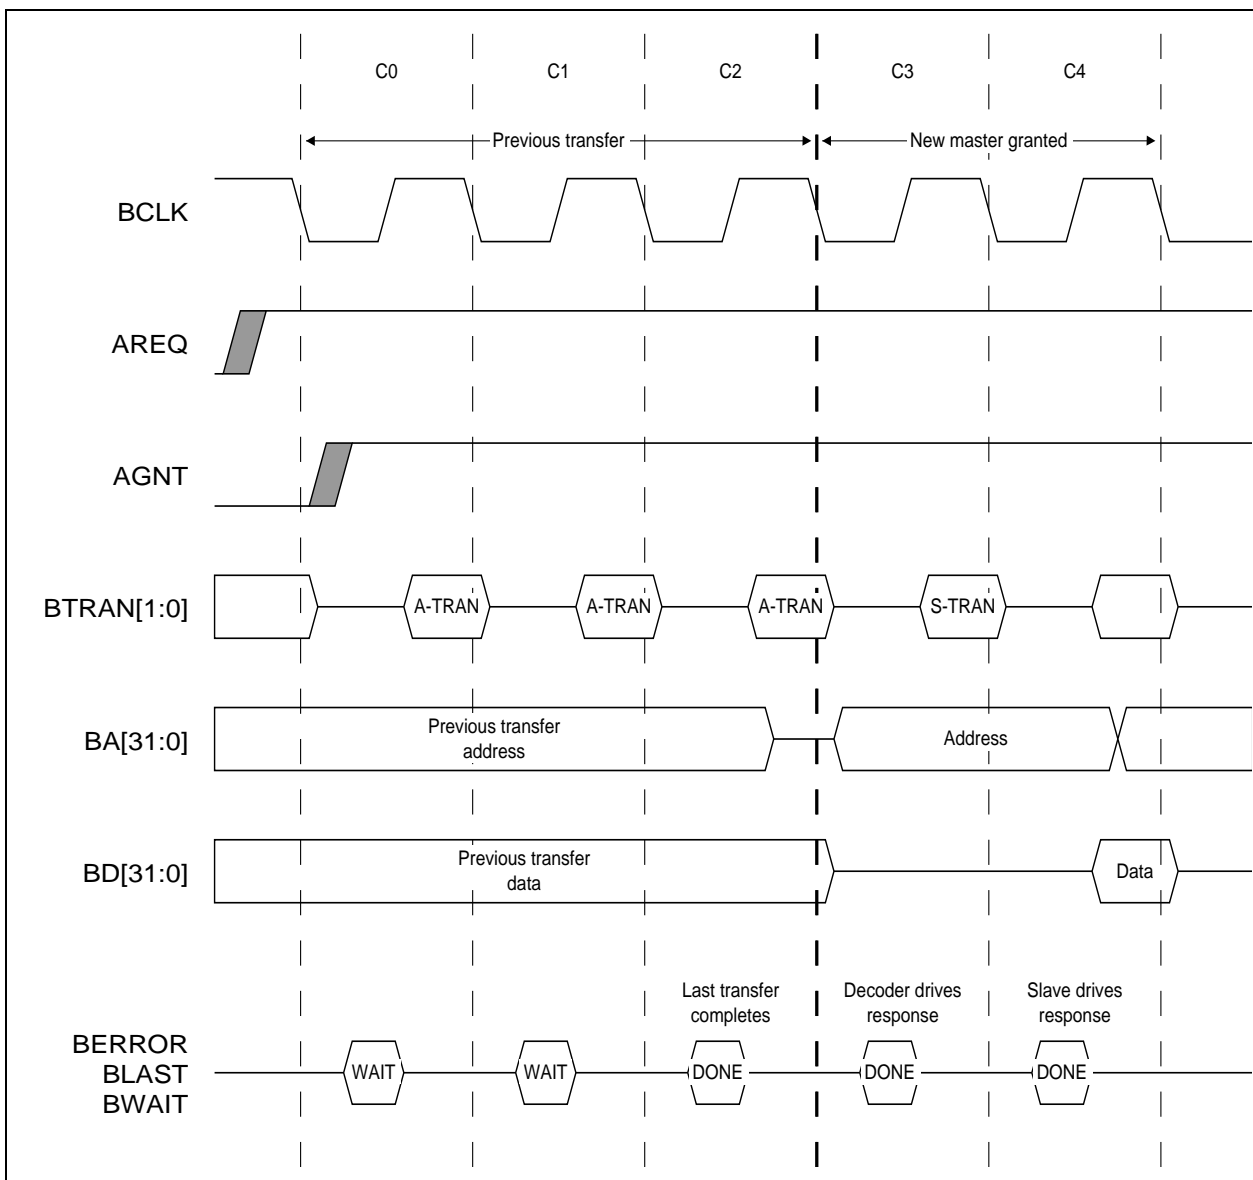 C0 C1 C2 C3 C4
Previous transfer New master granted
BCLK
AREQ
AGNT
BTRAN[1:0] A-TRAN A-TRAN A-TRAN S-TRAN
BA[31:0] Previous transfer
address Address
BD[31:0] Previous transfer
data Data
Last transfer
completes
Decoder drives
response
Slave drives
response
BERROR
BLAST
BWAIT
WAIT WAIT DONE DONE DONE